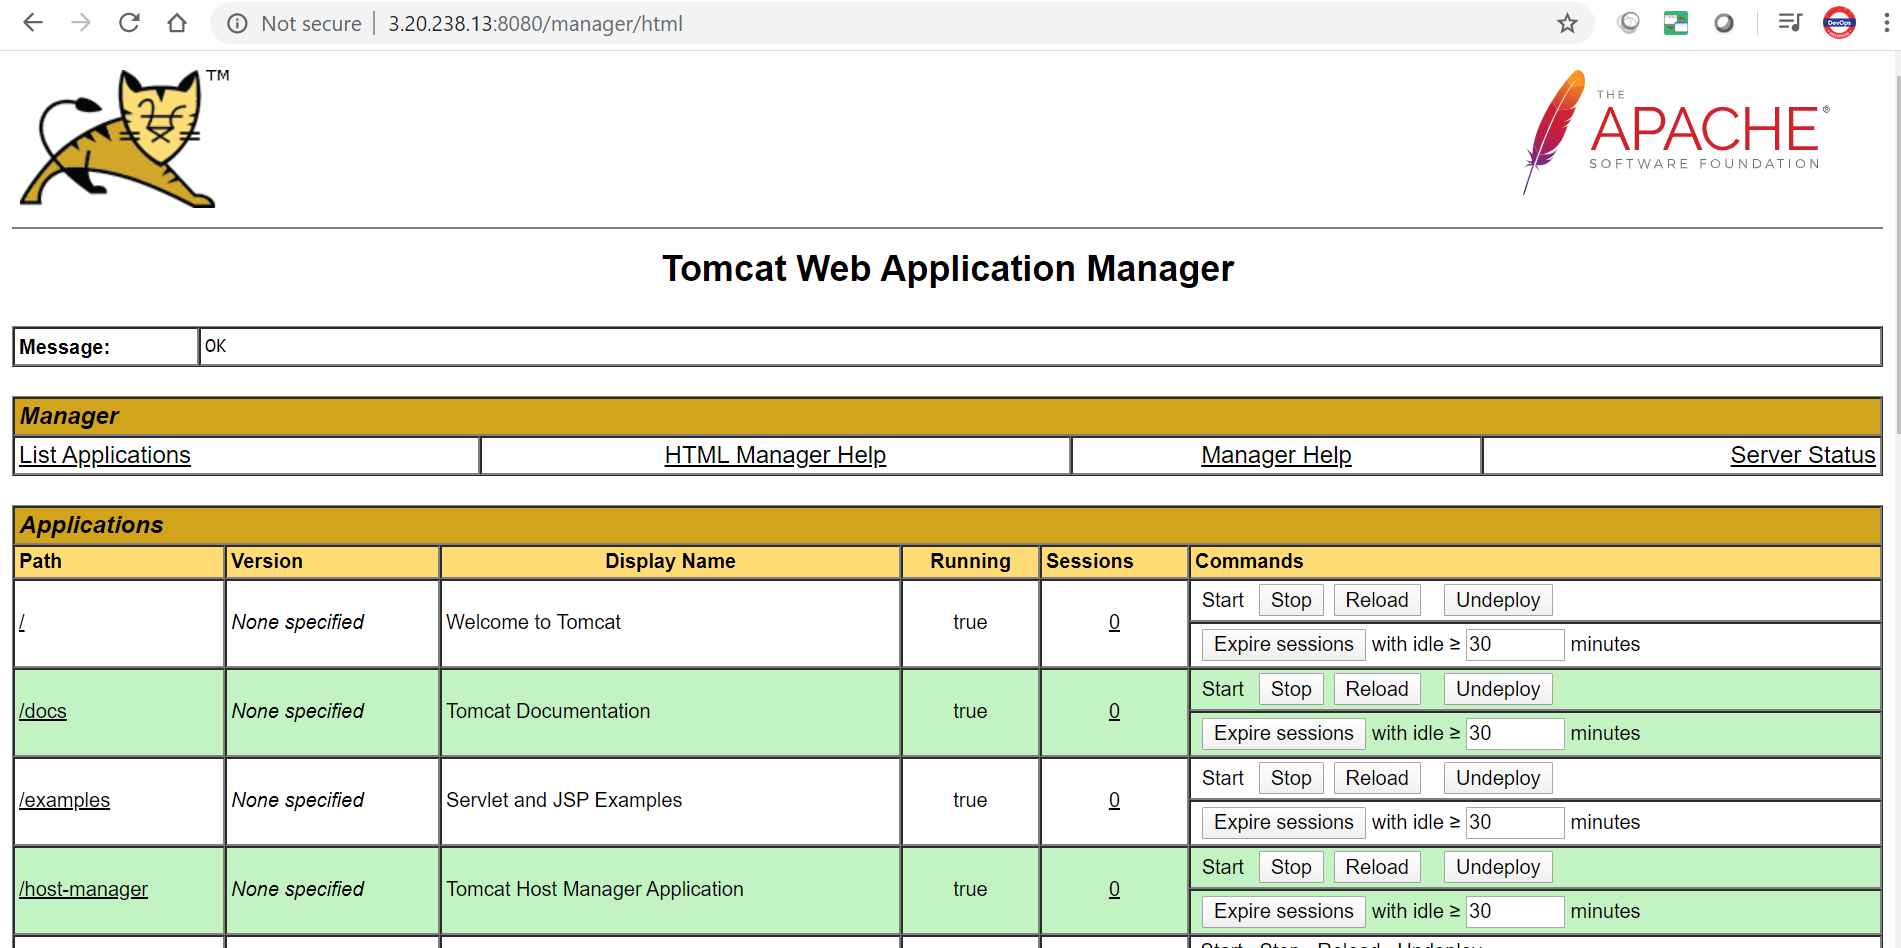 Not secure 3.20.238.13:8080/manager/html
DevOps
TM
THE
APACHE®
SOFTWARE FOUNDATION
Tomcat Web Application Manager
Message: OK
Manager
List Applications HTML Manager Help Manager Help Server Status
Applications
Path Version Display Name Running Sessions Commands
/ None specified Welcome to Tomcat true 0 Start Stop Reload Undeploy
Expire sessions with idle ≥ 30 minutes
/docs None specified Tomcat Documentation true 0 Start Stop Reload Undeploy
Expire sessions with idle ≥ 30 minutes
/examples None specified Servlet and JSP Examples true 0 Start Stop Reload Undeploy
Expire sessions with idle ≥ 30 minutes
/host-manager None specified Tomcat Host Manager Application true 0 Start Stop Reload Undeploy
Expire sessions with idle ≥ 30 minutes
Start Stop Reload Undeploy